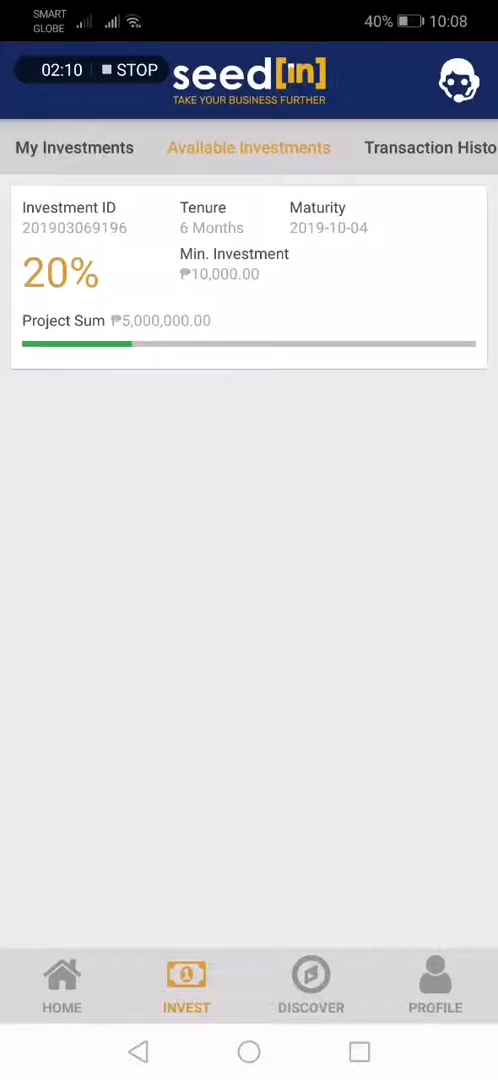 SMART
GLOBE
40% 10:08
02:10 STOP
seed[in]
TAKE YOUR BUSINESS FURTHER
My Investments Available Investments Transaction Histo
Investment ID Tenure Maturity
201903069196 6 Months 2019-10-04
20%
Min. Investment
₱10,000.00
Project Sum ₱5,000,000.00
1
HOME INVEST DISCOVER PROFILE